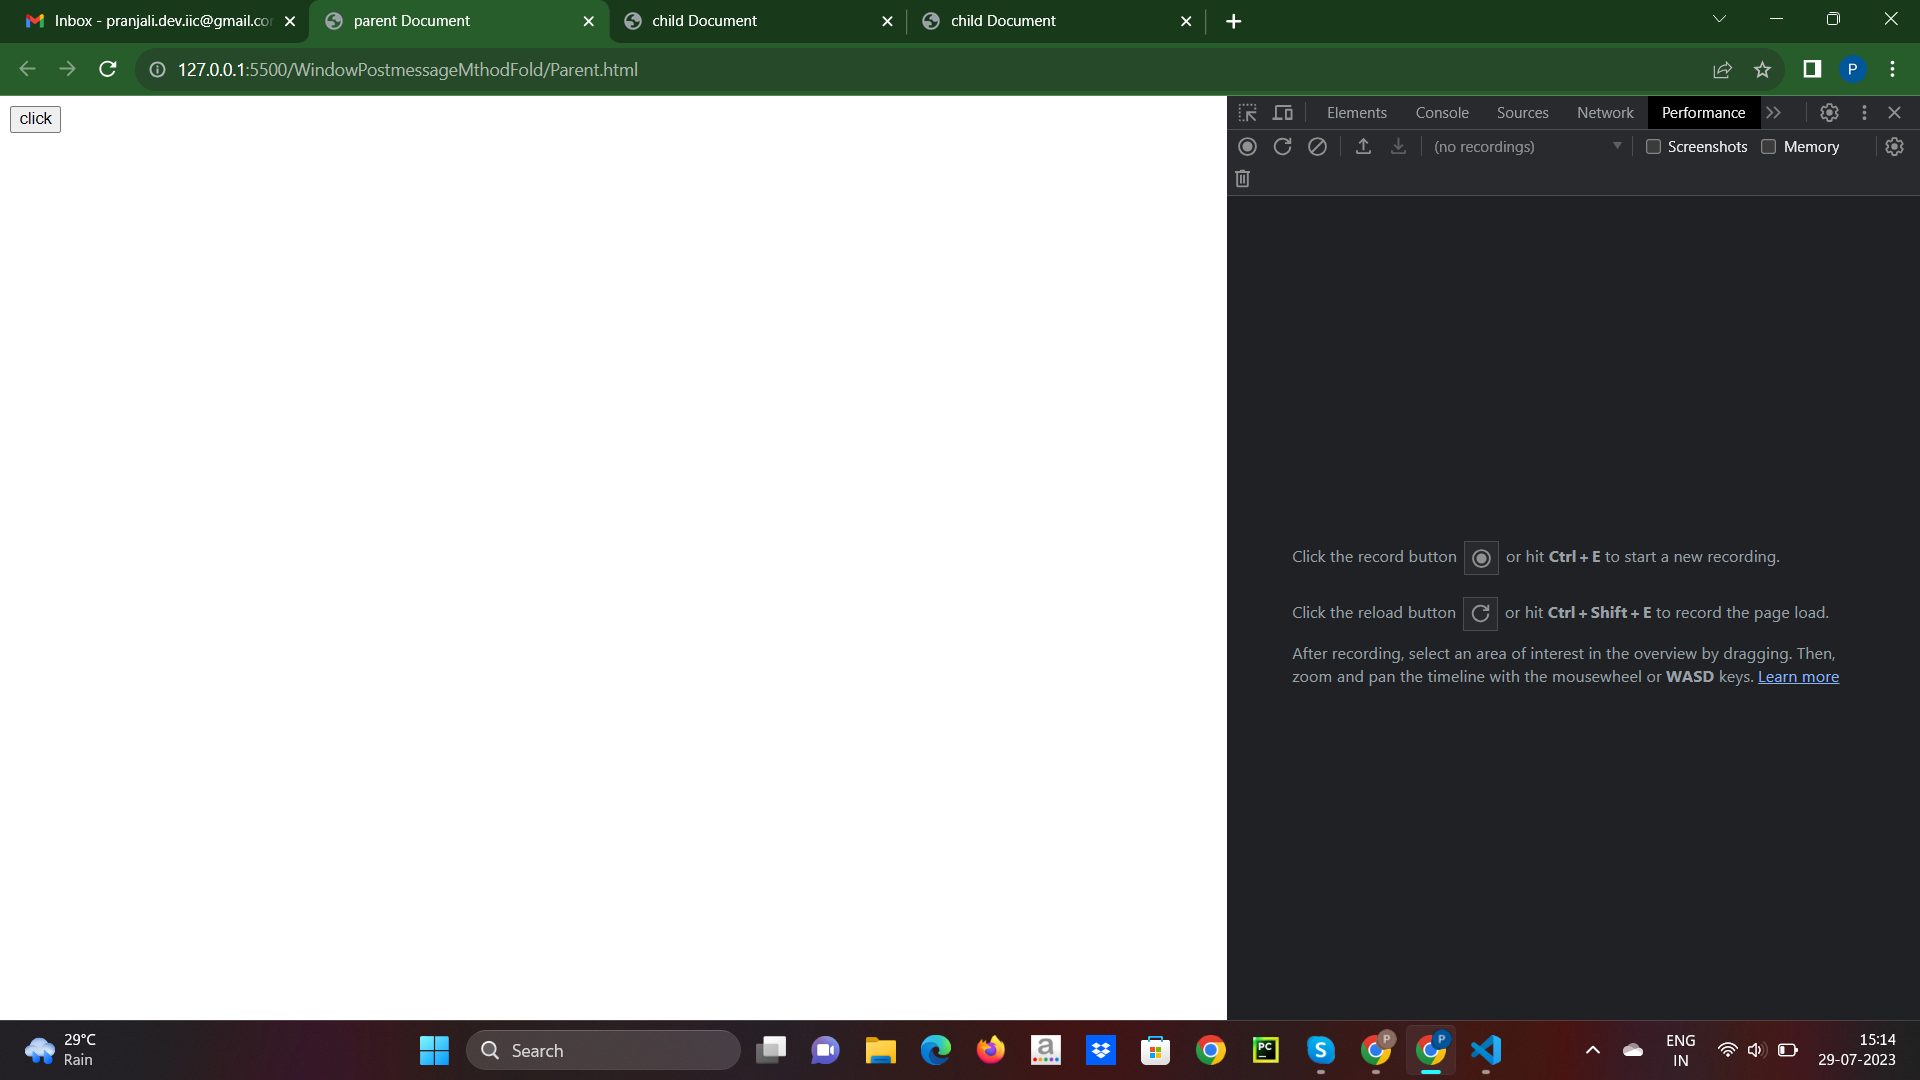 Inbox - pranjali.dev.iic@gmail.co
parent Document
child Document
child Document
127.0.0.1:5500/WindowPostmessageMthodFold/Parent.html
P
click
Elements
Console
Sources
Network
Performance
(no recordings)
Screenshots
Memory
Click the record button or hit Ctrl + E to start a new recording.
Click the reload button or hit Ctrl + Shift + E to record the page load.
After recording, select an area of interest in the overview by dragging. Then,
zoom and pan the timeline with the mousewheel or WASD keys. Learn more
29°C
Rain
Search
a
PC
S
P
P
ENG
IN
15:14
29-07-2023